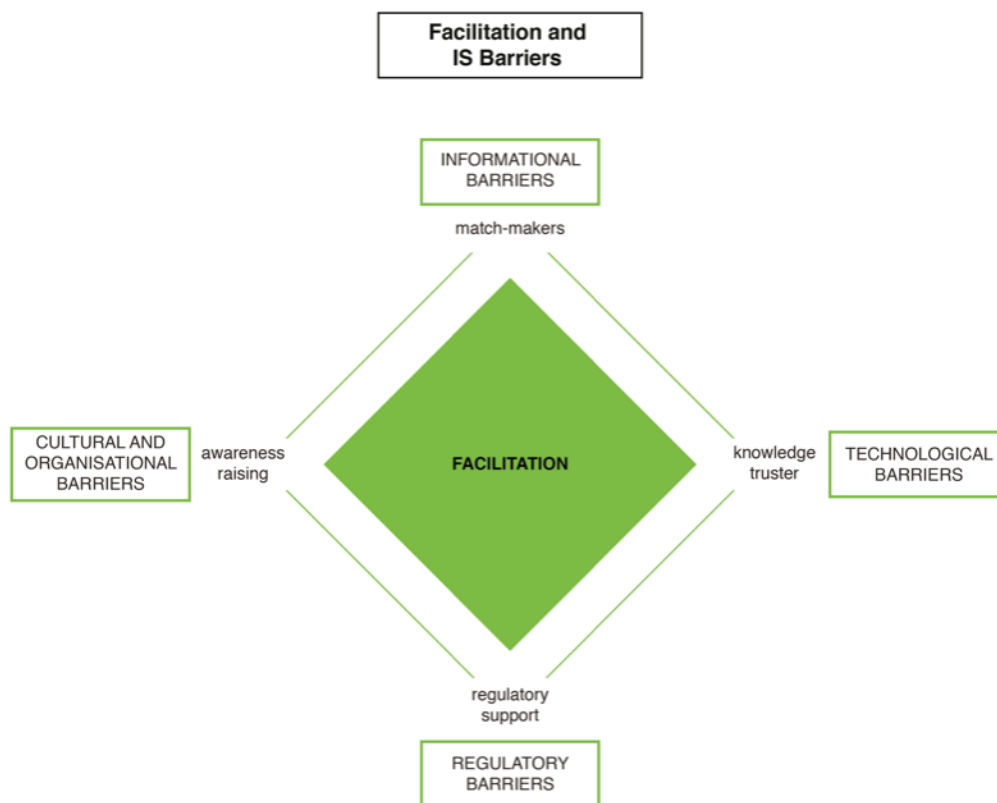 Facilitation and
IS Barriers
INFORMATIONAL
BARRIERS
match-makers
CULTURAL AND
ORGANISATIONAL
BARRIERS
awareness
raising
FACILITATION
knowledge
truster
TECHNOLOGICAL
BARRIERS
regulatory
support
REGULATORY
BARRIERS